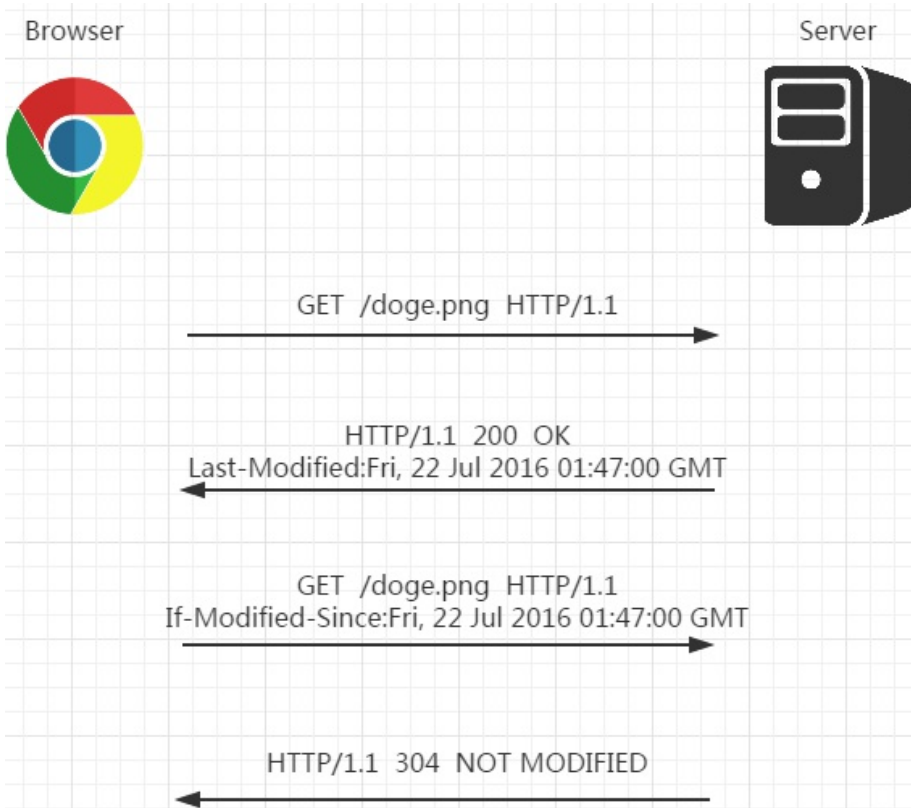 Browser
Server
GET /doge.png HTTP/1.1
HTTP/1.1 200 OK
Last-Modified:Fri, 22 Jul 2016 01:47:00 GMT
GET /doge.png HTTP/1.1
If-Modified-Since:Fri, 22 Jul 2016 01:47:00 GMT
HTTP/1.1 304 NOT MODIFIED